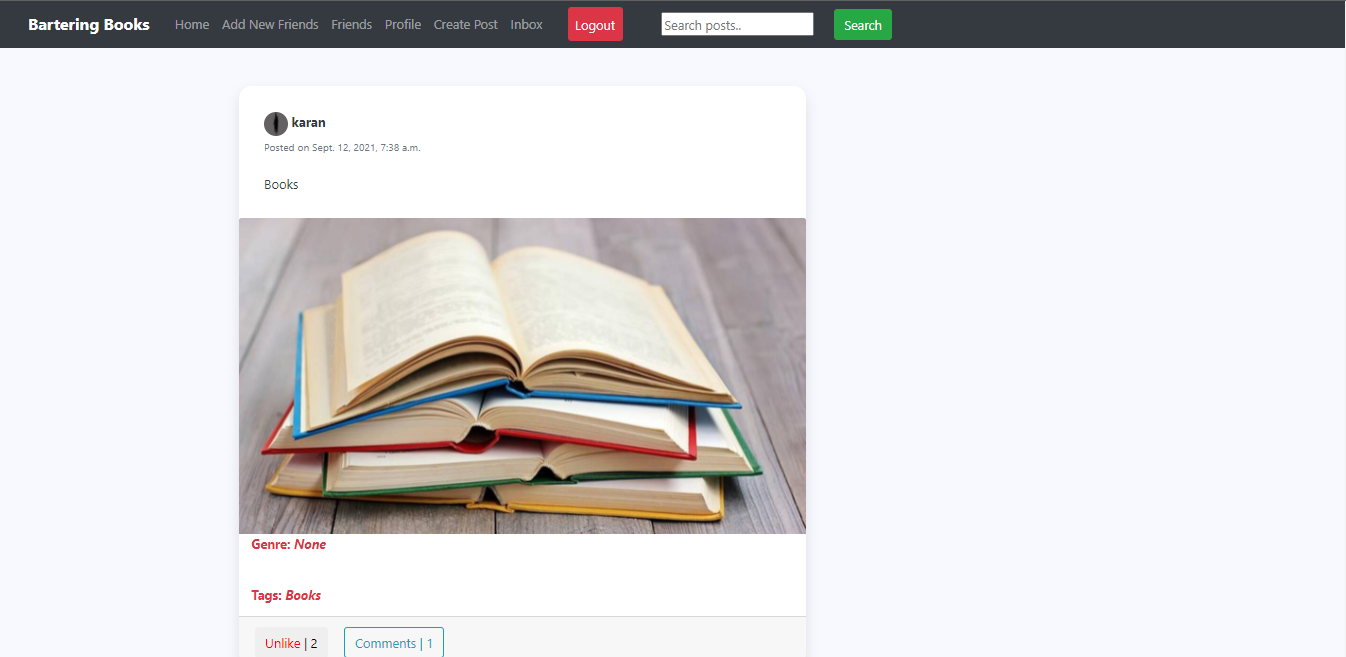 Bartering Books Home Add New Friends Friends Profile Create Post Inbox Logout Search posts.. Search
karan
Posted on Sept. 12, 2021, 7:38 a.m.
Books
Genre: None
Tags: Books
Unlike | 2 Comments | 1